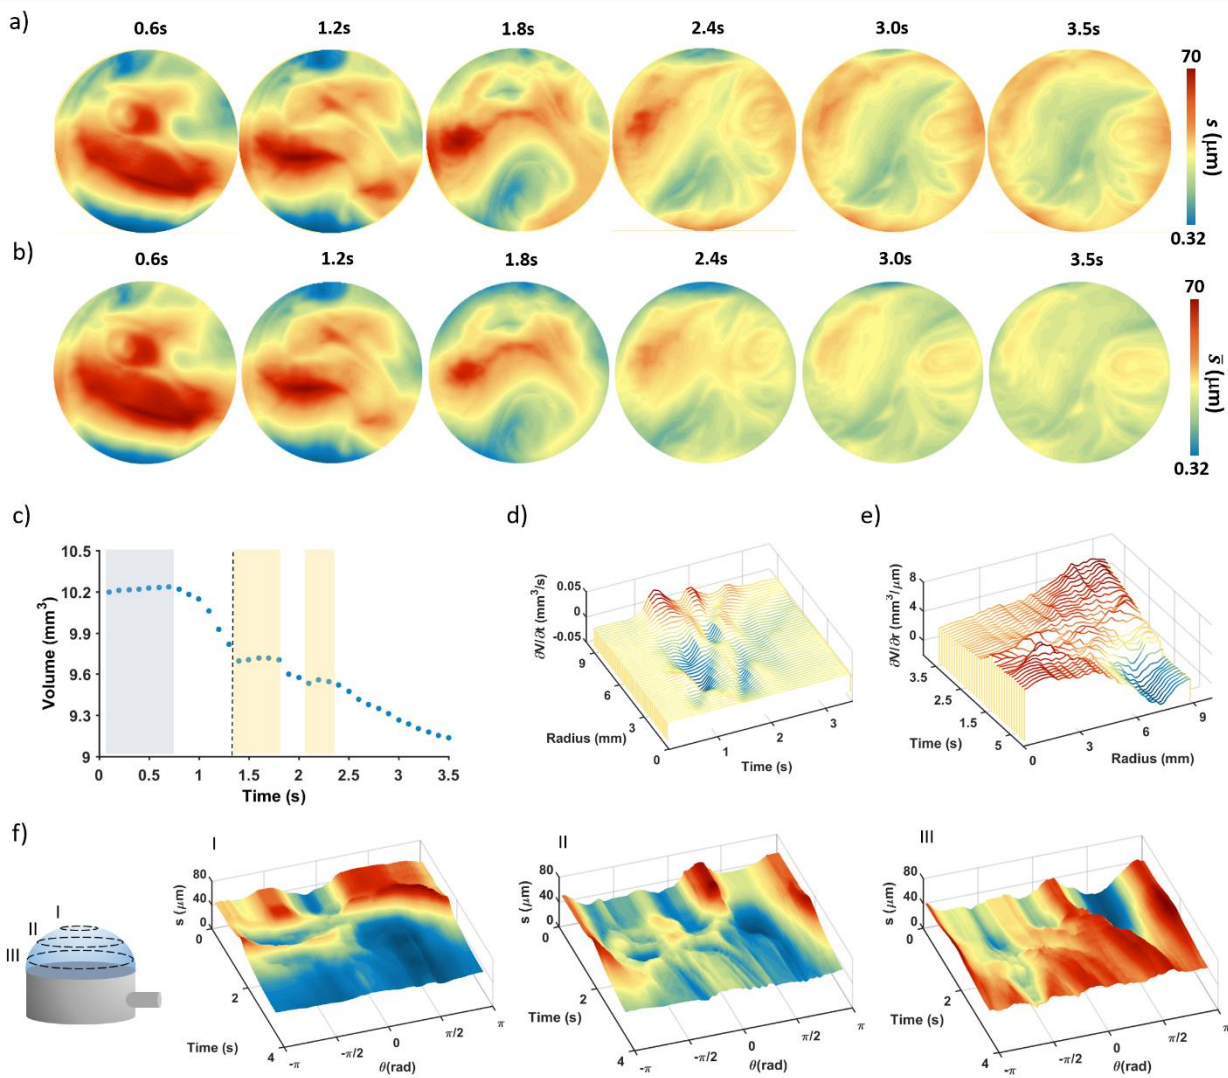 a)
0.6s 1.2s 1.8s 2.4s 3.0s 3.5s
70
s (μm)
0.32
b)
0.6s 1.2s 1.8s 2.4s 3.0s 3.5s
70
s̅ (μm)
0.32
c)
10.5
10.2
9.9
9.6
9.3
9
Volume (mm³)
0 0.5 1 1.5 2 2.5 3 3.5
Time (s)
d)
0.05
0
-0.05
∂V/∂t (mm³/s)
9
6
3
0
Radius (mm)
1 2 3
Time (s)
e)
8
4
0
∂V/∂r (mm³/μm)
3.5
2.5
1.5
5
Time (s)
0 3 6 9
Radius (mm)
f)
I
II
III
I
80
40
0
s (μm)
0
2
4
Time (s)
-π -π/2 0 π/2 π
θ(rad)
II
80
40
0
s (μm)
0
2
4
Time (s)
-π -π/2 0 π/2 π
θ(rad)
III
80
40
0
s (μm)
0
2
4
Time (s)
-π -π/2 0 π/2 π
θ(rad)